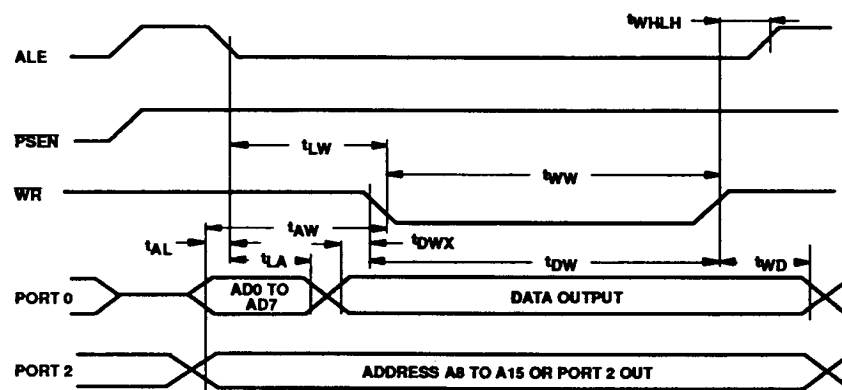 tWHLH
ALE
PSEN
tLW
tWW
WR
tAW
tAL
tDWX
tLA
tDW
tWD
PORT 0
AD0 TO
AD7
DATA OUTPUT
PORT 2
ADDRESS A8 TO A15 OR PORT 2 OUT